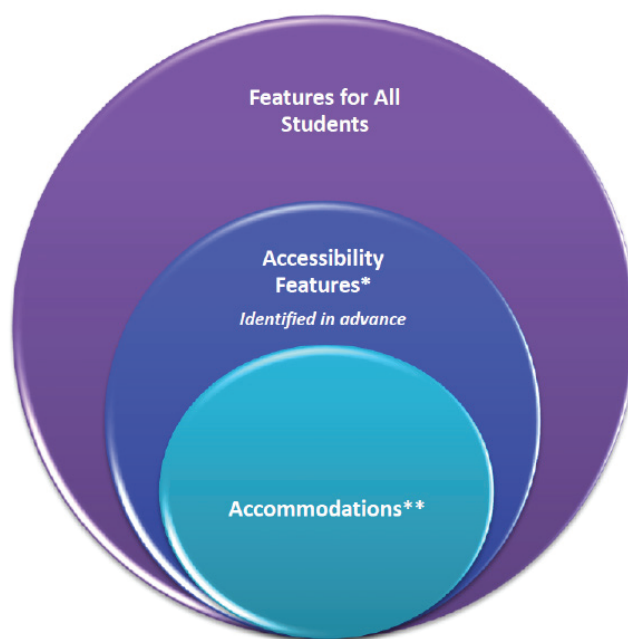 Features for All
Students
Accessibility
Features*
Identified in advance
Accommodations**